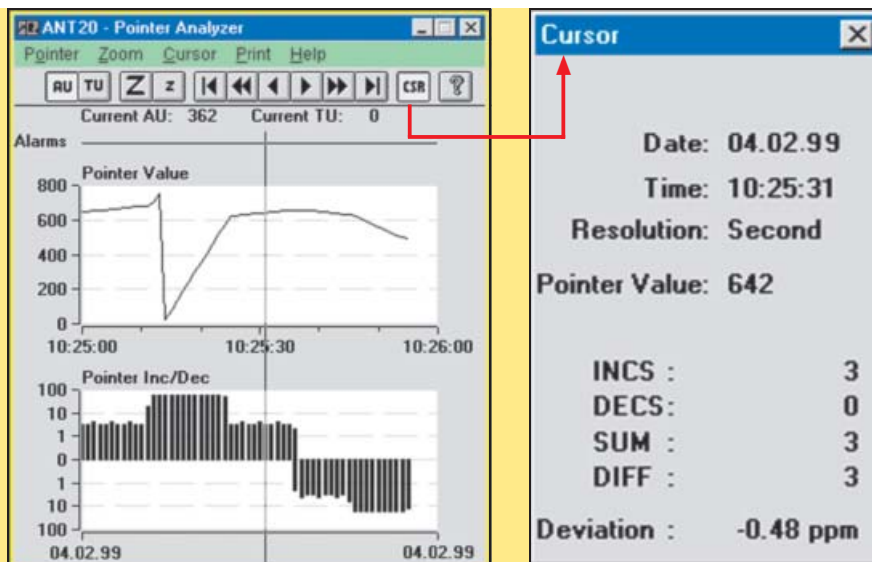 ANT20 - Pointer Analyzer
Pointer Zoom Cursor Print Help
AU TU Z z CSR ?
Current AU: 362 Current TU: 0
Alarms
Pointer Value
800
600
400
200
0
10:25:00 10:25:30 10:26:00
Pointer Inc/Dec
100
10
1
0
1
10
100
04.02.99 04.02.99
Cursor
Date: 04.02.99
Time: 10:25:31
Resolution: Second
Pointer Value: 642
INCS : 3
DECS: 0
SUM : 3
DIFF : 3
Deviation : -0.48 ppm